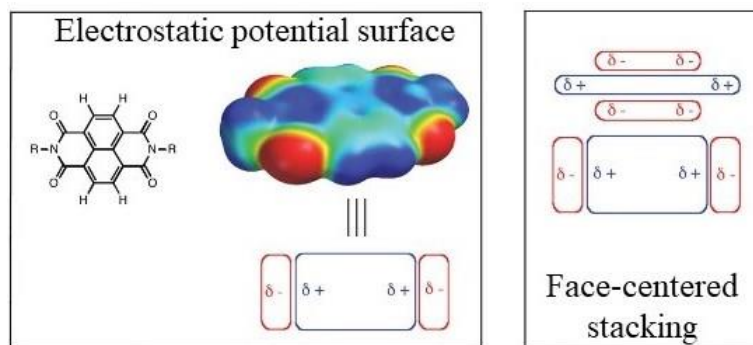 Electrostatic potential surface
H H
O O
R-N N-R
O O
H H
δ - δ + δ + δ -
δ - δ -
δ + δ +
δ - δ -
δ - δ + δ + δ -
Face-centered
stacking